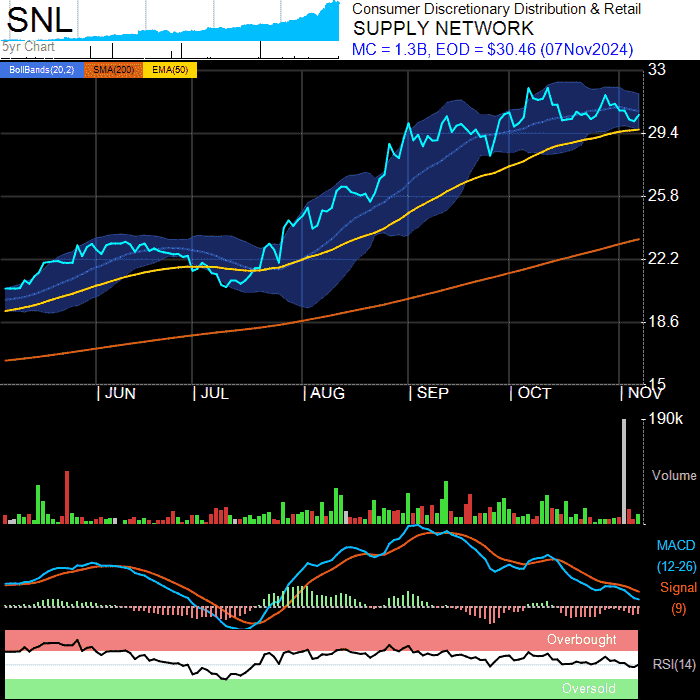 SNL
5yr Chart
Consumer Discretionary Distribution & Retail
SUPPLY NETWORK
MC = 1.3B, EOD = $30.46 (07Nov2024)
BollBands(20,2) SMA(200) EMA(50)
33
29.4
25.8
22.2
18.6
15
JUN JUL AUG SEP OCT NOV
190k
Volume
MACD
(12-26)
Signal
(9)
Overbought
RSI(14)
Oversold